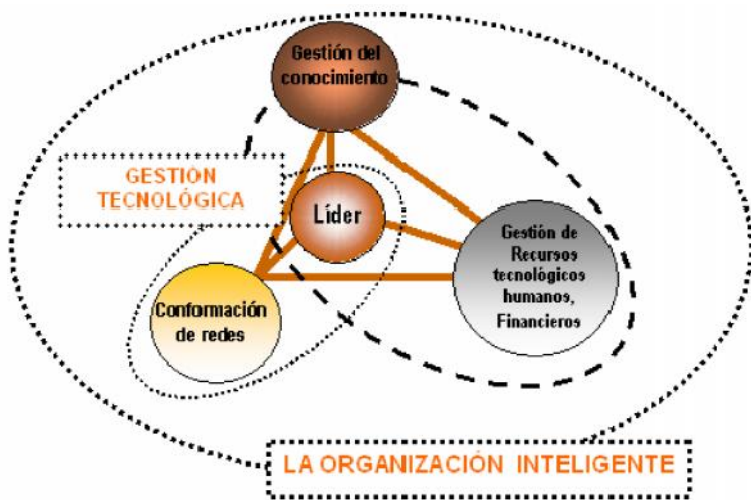 Gestión del
conocimiento
GESTIÓN
TECNOLÓGICA
Líder
Gestión de
Recursos
tecnológicos
humanos,
Financieros
Conformación
de redes
LA ORGANIZACIÓN INTELIGENTE